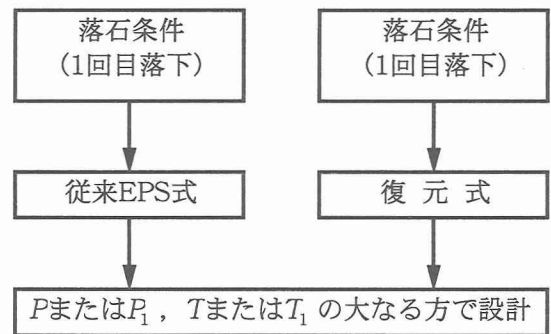 落石条件
（1回目落下）
落石条件
（1回目落下）
従来EPS式
復 元 式
PまたはP₁ ，TまたはT₁ の大なる方で設計